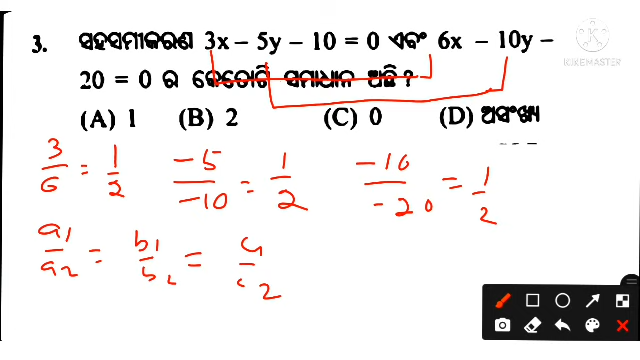 KINEMASTER
3. ସହସମୀକରଣ 3x – 5y – 10 = 0 ଏବଂ 6x – 10y –
20 = 0 ର କେତୋଟି ସମାଧାନ ଅଛି ?
(A) 1 (B) 2 (C) 0 (D) ଅସଂଖ୍ୟ
3/6 = 1/2 -5/-10 = 1/2 -10/-20 = 1/2
a1/a2 = b1/b2 = c1/c2